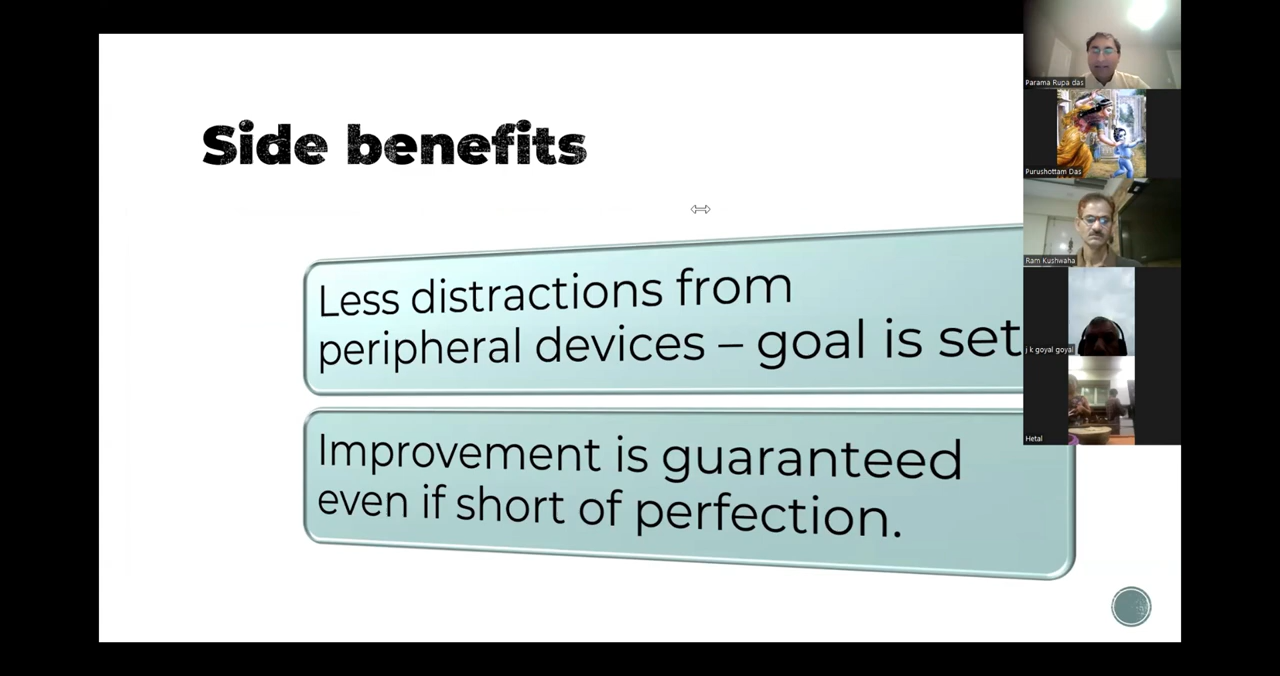 Side benefits
Less distractions from
peripheral devices – goal is set
Improvement is guaranteed
even if short of perfection.
Parama Rupa das
Purushottam Das
Ram Kushwaha
j k goyal goyal
Hetal